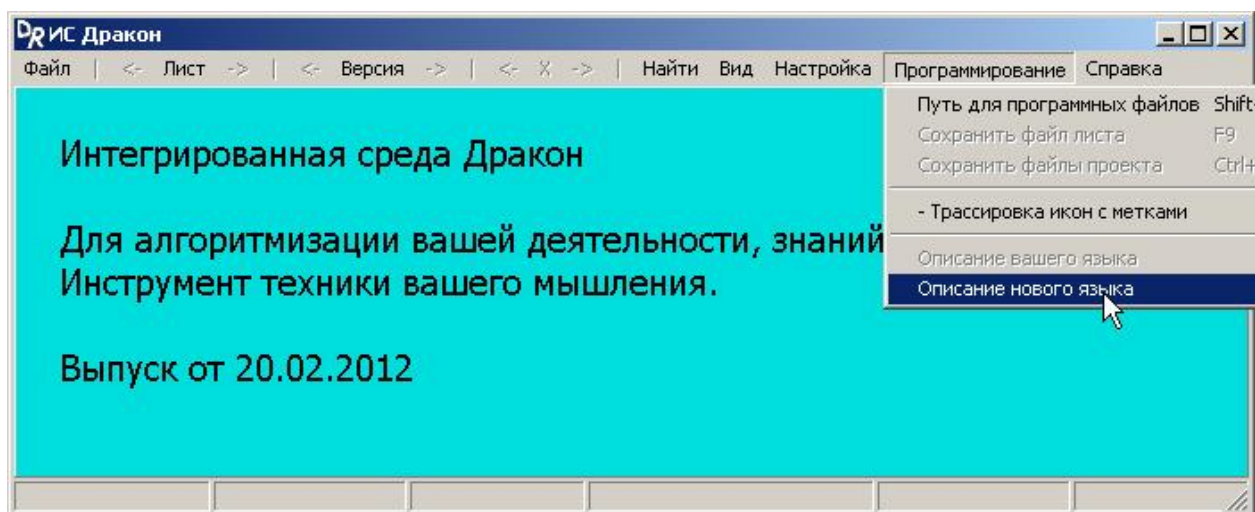 DRИС Дракон
Файл | <- Лист -> | <- Версия -> | <- X -> | Найти Вид Настройка Программирование Справка
Путь для программных файлов Shift+
Сохранить файл листа F9
Сохранить файлы проекта Ctrl+
- Трассировка икон с метками
Описание вашего языка
Описание нового языка
Интегрированная среда Дракон
Для алгоритмизации вашей деятельности, знаний
Инструмент техники вашего мышления.
Выпуск от 20.02.2012